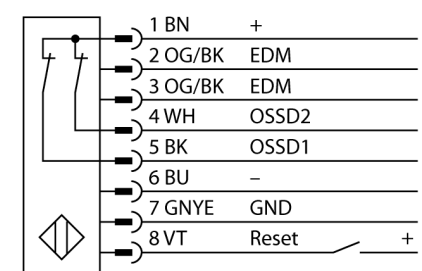 1 BN +
2 OG/BK EDM
3 OG/BK EDM
4 WH OSSD2
5 BK OSSD1
6 BU –
7 GNYE GND
8 VT Reset +